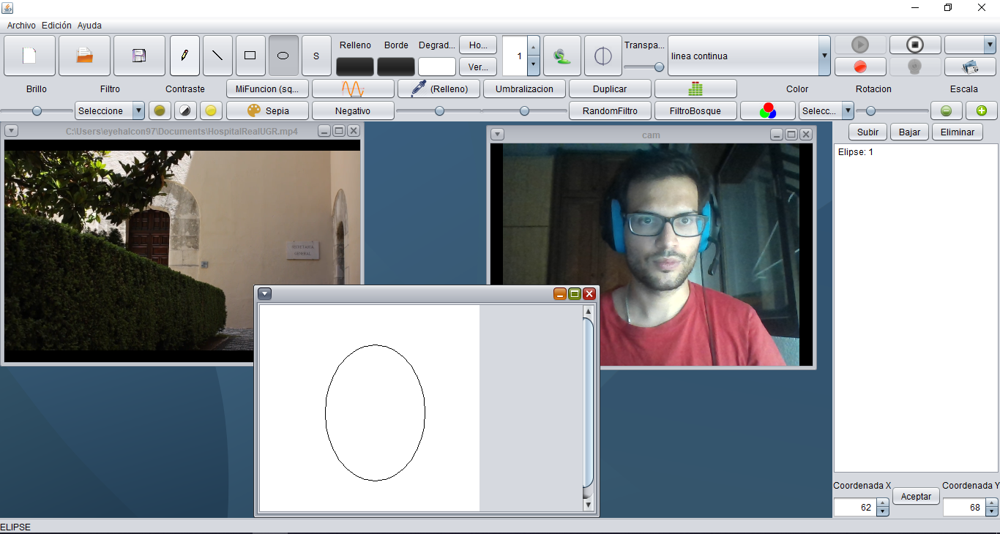 Archivo Edición Ayuda
S
Relleno Borde Degrad... Ho...
Ver...
1
Transpa...
linea continua
Brillo Filtro Contraste MiFuncion (sq... (Relleno) Umbralizacion Duplicar Color Rotacion Escala
Seleccione Sepia Negativo RandomFiltro FiltroBosque Selecc...
C:\Users\eyehalcon97\Documents\HospitalRealUGR.mp4
SECRETARIA
GENERAL
cam
Subir Bajar Eliminar
Elipse: 1
Coordenada X Coordenada Y
Aceptar
62 68
ELIPSE